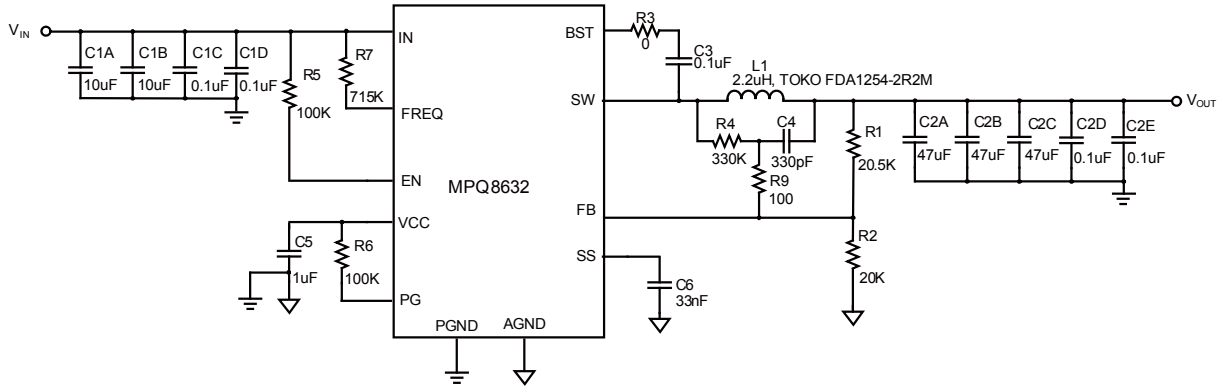 VIN
C1A
10uF
C1B
10uF
C1C
0.1uF
C1D
0.1uF
R5
100K
R7
715K
IN
FREQ
EN
VCC
PG
C5
1uF
R6
100K
MPQ8632
PGND
AGND
BST
SW
FB
SS
R3
0
C3
0.1uF
L1
2.2uH, TOKO FDA1254-2R2M
R4
330K
C4
330pF
R9
100
R1
20.5K
R2
20K
C6
33nF
C2A
47uF
C2B
47uF
C2C
47uF
C2D
0.1uF
C2E
0.1uF
VOUT